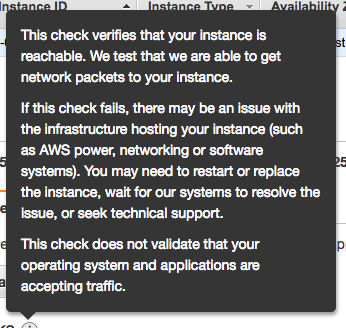 Instance ID Instance Type Availability Z
This check verifies that your instance is
reachable. We test that we are able to get
network packets to your instance.
If this check fails, there may be an issue with
the infrastructure hosting your instance (such
as AWS power, networking or software
systems). You may need to restart or replace
the instance, wait for our systems to resolve the
issue, or seek technical support.
This check does not validate that your
operating system and applications are
accepting traffic.